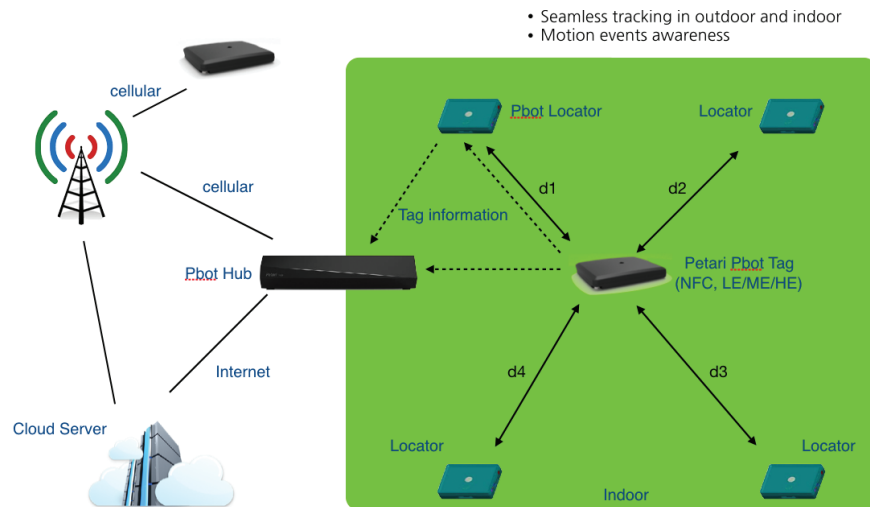 • Seamless tracking in outdoor and indoor
• Motion events awareness
cellular
Pbot Locator
Locator
cellular
d1
d2
Tag information
Pbot Hub
Petari Pbot Tag
(NFC, LE/ME/HE)
Internet
d4
d3
Cloud Server
Locator
Locator
Indoor